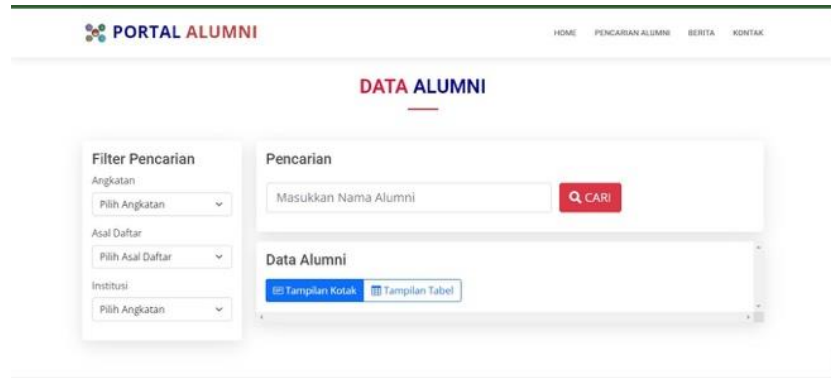 PORTAL ALUMNI
HOME PENCARIAN ALUMNI BERITA KONTAK
DATA ALUMNI
Filter Pencarian
Angkatan
Pilih Angkatan
Asal Daftar
Pilih Asal Daftar
Institusi
Pilih Angkatan
Pencarian
Masukkan Nama Alumni
CARI
Data Alumni
Tampilan Kotak Tampilan Tabel